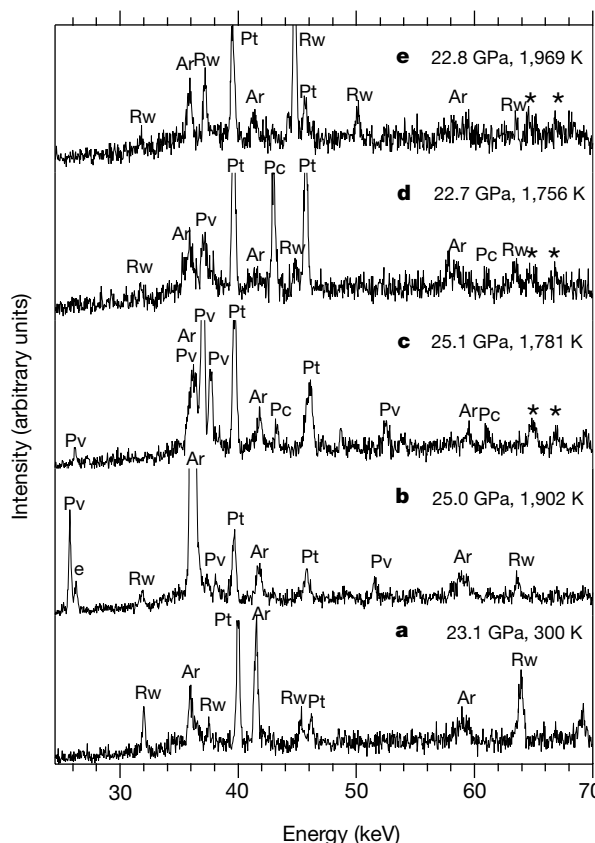 Pt
Rw
e 22.8 GPa, 1,969 K
Ar Rw
Rw Ar Pt Rw Ar Rw * *
Pt Pc Pt
d 22.7 GPa, 1,756 K
Rw Ar Pv Ar Rw Ar Pc Rw * *
Pv
c 25.1 GPa, 1,781 K
Ar
Pv Pv Pt Pt
Pv Ar Pc Pv Ar Pc * *
Ar
b 25.0 GPa, 1,902 K
Pv Pt
e Rw Pv Ar Pt Pv Ar Rw
a 23.1 GPa, 300 K
Pt Ar
Rw Ar Rw Rw Pt Ar Rw
Intensity (arbitrary units)
30 40 50 60 70
Energy (keV)